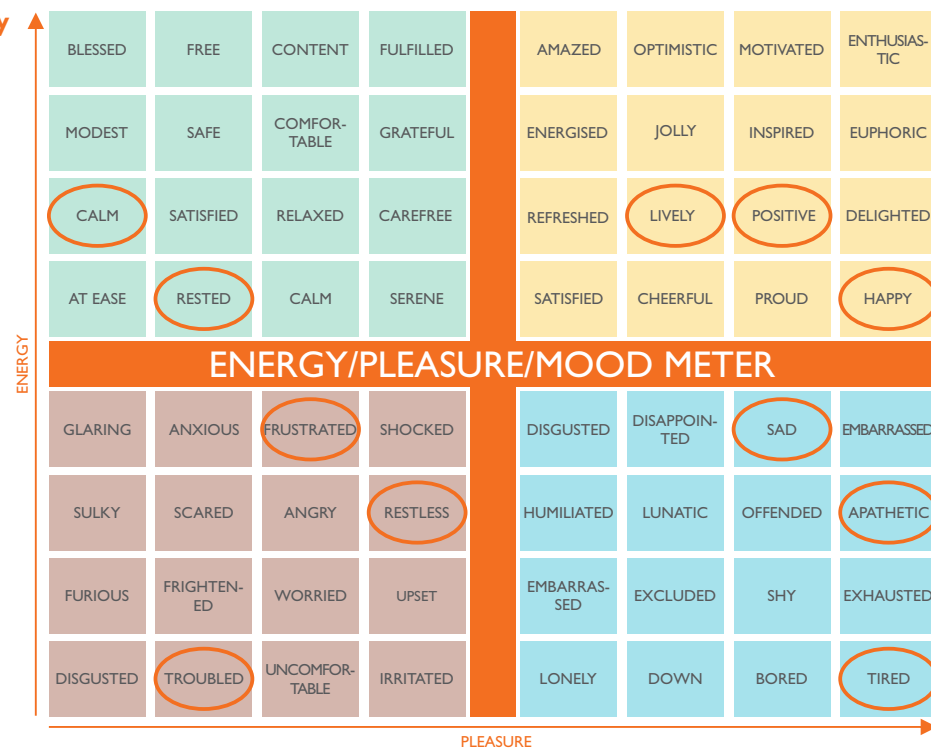 y
BLESSED FREE CONTENT FULFILLED AMAZED OPTIMISTIC MOTIVATED ENTHUSIAS-
TIC
MODEST SAFE COMFOR-
TABLE GRATEFUL ENERGISED JOLLY INSPIRED EUPHORIC
CALM SATISFIED RELAXED CAREFREE REFRESHED LIVELY POSITIVE DELIGHTED
AT EASE RESTED CALM SERENE SATISFIED CHEERFUL PROUD HAPPY
ENERGY
ENERGY/PLEASURE/MOOD METER
GLARING ANXIOUS FRUSTRATED SHOCKED DISGUSTED DISAPPOIN-
TED SAD EMBARRASSED
SULKY SCARED ANGRY RESTLESS HUMILIATED LUNATIC OFFENDED APATHETIC
FURIOUS FRIGHTEN-
ED WORRIED UPSET EMBARRAS-
SED EXCLUDED SHY EXHAUSTED
DISGUSTED TROUBLED UNCOMFOR-
TABLE IRRITATED LONELY DOWN BORED TIRED
PLEASURE